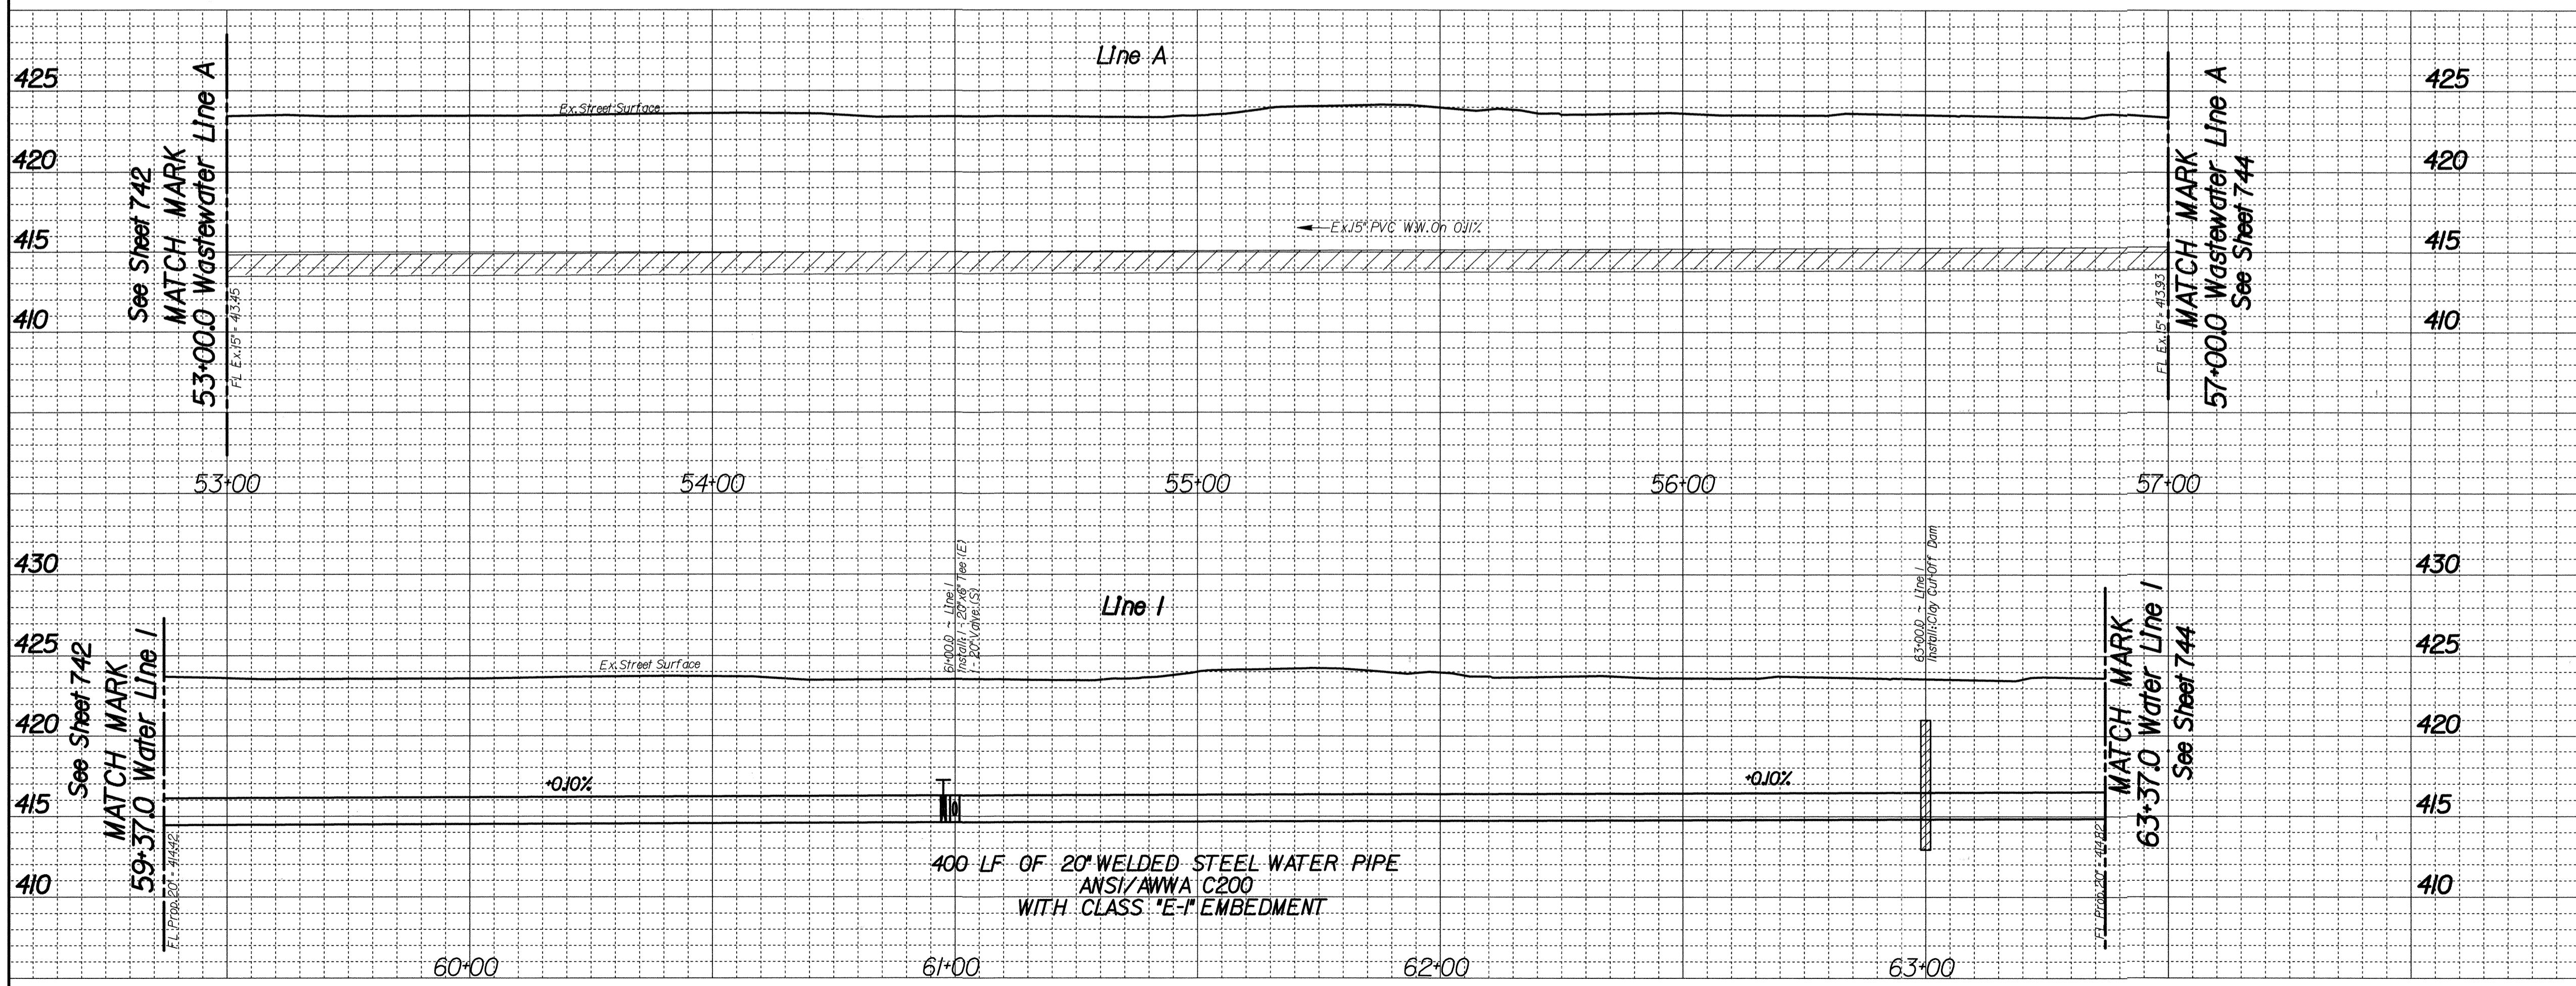 Line A
425
425
Ex. Street Surface
420
420
See Sheet 742
MATCH MARK
53+00.0 Wastewater Line A
MATCH MARK
57+00.0 Wastewater Line A
See Sheet 744
Ex.15" PVC W.W. On 0.11%
415
415
FL Ex.15" = 413.45
FL Ex.15" = 413.93
410
410
53+00
54+00
55+00
56+00
57+00
430
430
Line 1
61+00.0 ~ Line 1
Install: 1 - 20"x6" Tee (E)
1 - 20" Valve (S)
63+00.0 ~ Line 1
Install: Clay Cut-Off Dam
425
425
Ex. Street Surface
See Sheet 742
MATCH MARK
59+37.0 Water Line 1
MATCH MARK
63+37.0 Water Line 1
See Sheet 744
420
420
+0.10%
+0.10%
415
415
FL Prop.20" = 414.42
FL Prop.20" = 414.82
400 LF OF 20" WELDED STEEL WATER PIPE
ANSI/AWWA C200
WITH CLASS "E-1" EMBEDMENT
410
410
60+00
61+00
62+00
63+00